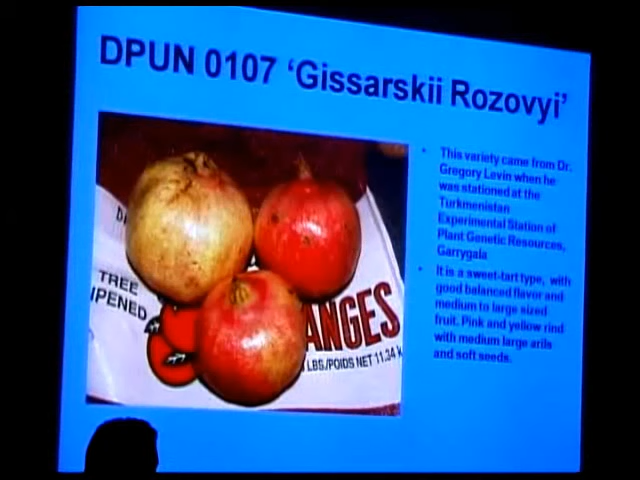 DPUN 0107 ‘Gissarskii Rozovyi’
• This variety came from Dr.
Gregory Levin when he
was stationed at the
Turkmenistan
Experimental Station of
Plant Genetic Resources,
Garrygala
• It is a sweet-tart type, with
good balanced flavor and
medium to large sized
fruit. Pink and yellow rind
with medium large arils
and soft seeds.
TREE
IPENED
ANGES
LBS/POIDS NET 11.34 k